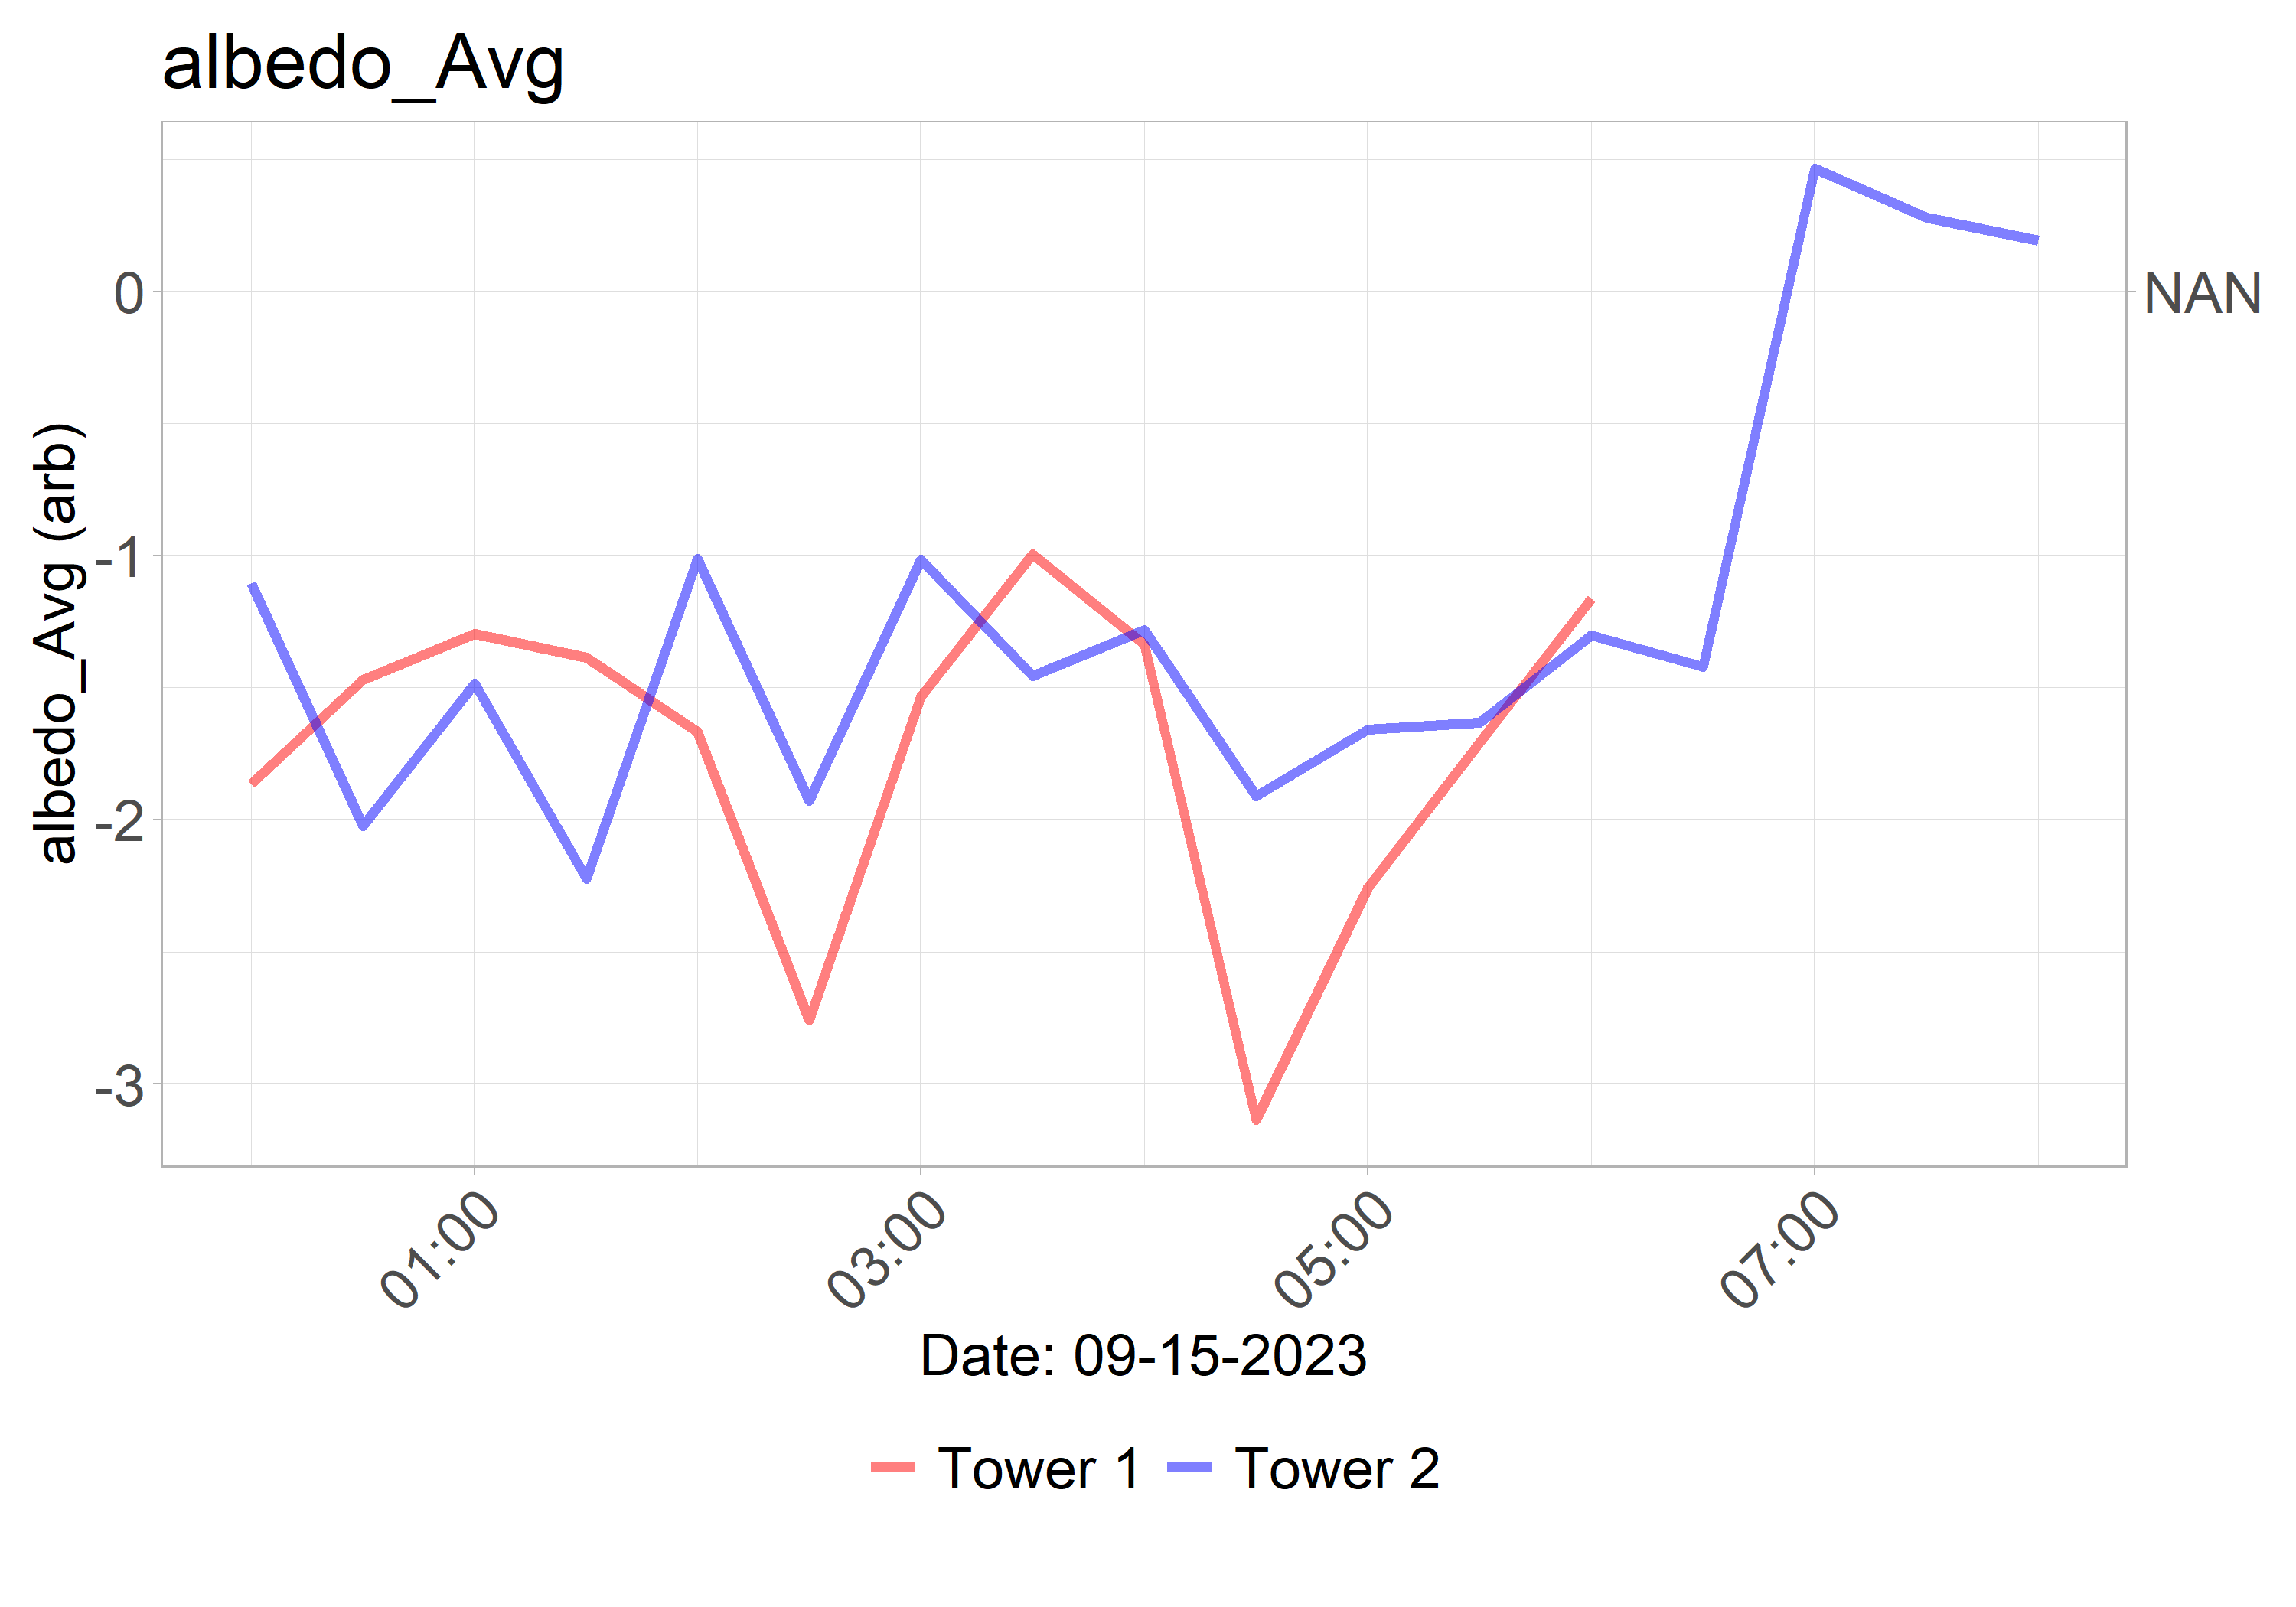 albedo_Avg
albedo_Avg (arb)
0
-1
-2
-3
NAN
01:00
03:00
05:00
07:00
Date: 09-15-2023
Tower 1
Tower 2